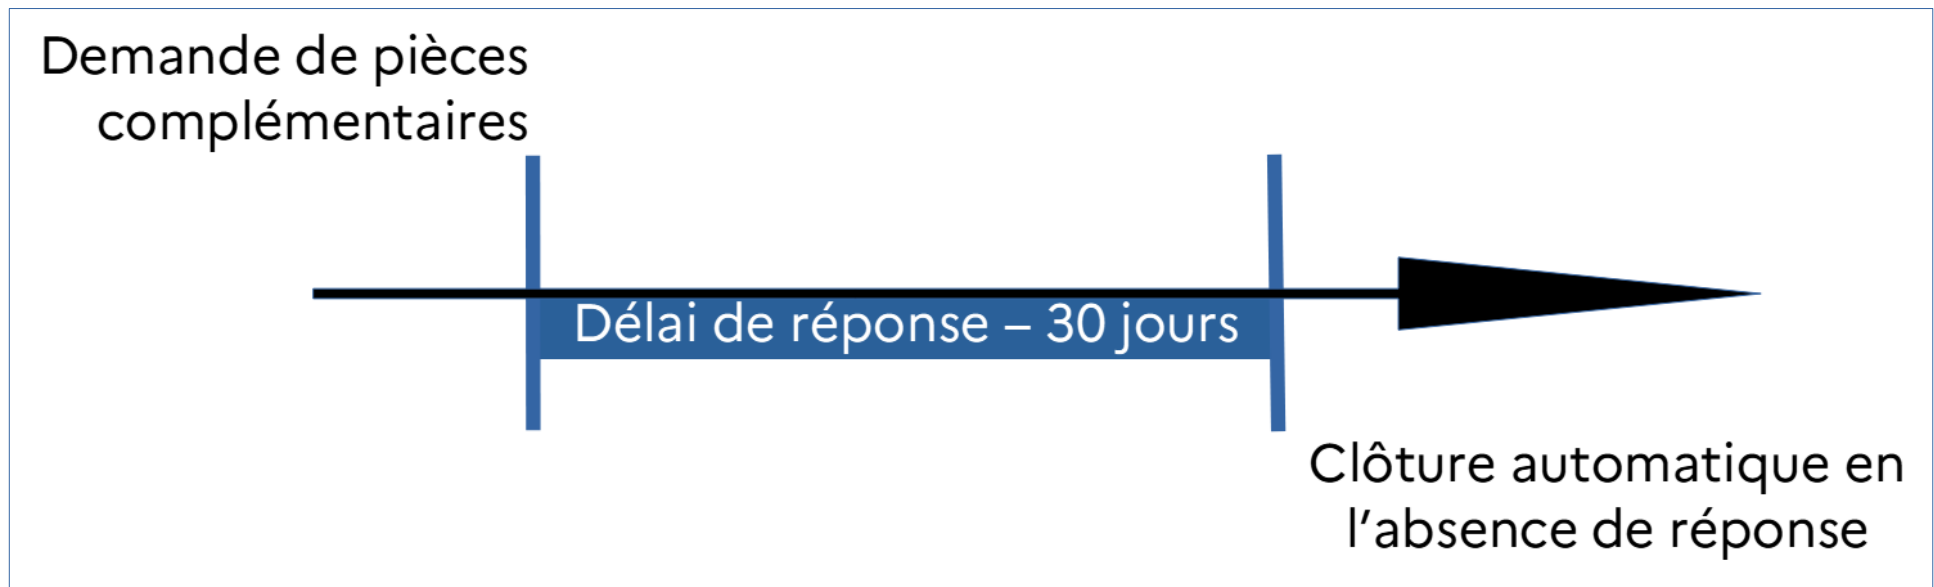 Demande de pièces
complémentaires
Délai de réponse – 30 jours
Clôture automatique en
l’absence de réponse